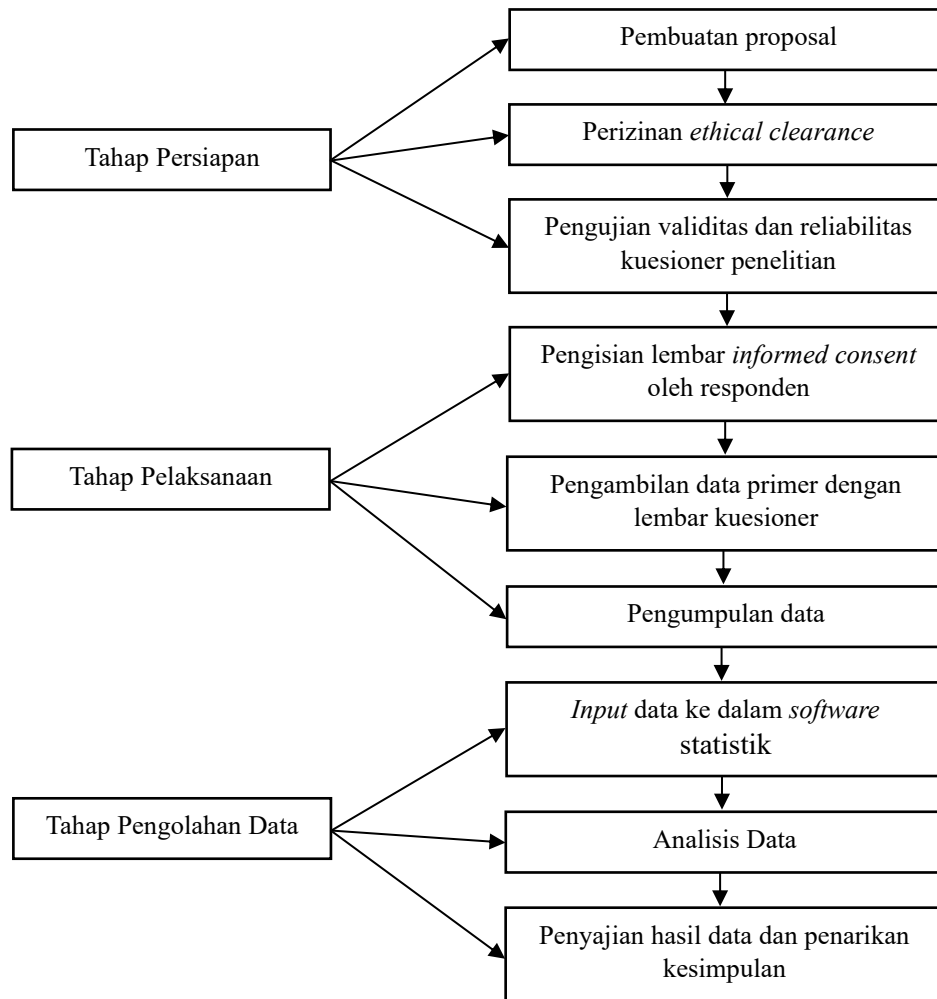 Pembuatan proposal
Tahap Persiapan
Perizinan ethical clearance
Pengujian validitas dan reliabilitas
kuesioner penelitian
Pengisian lembar informed consent
oleh responden
Tahap Pelaksanaan
Pengambilan data primer dengan
lembar kuesioner
Pengumpulan data
Input data ke dalam software
statistik
Tahap Pengolahan Data
Analisis Data
Penyajian hasil data dan penarikan
kesimpulan